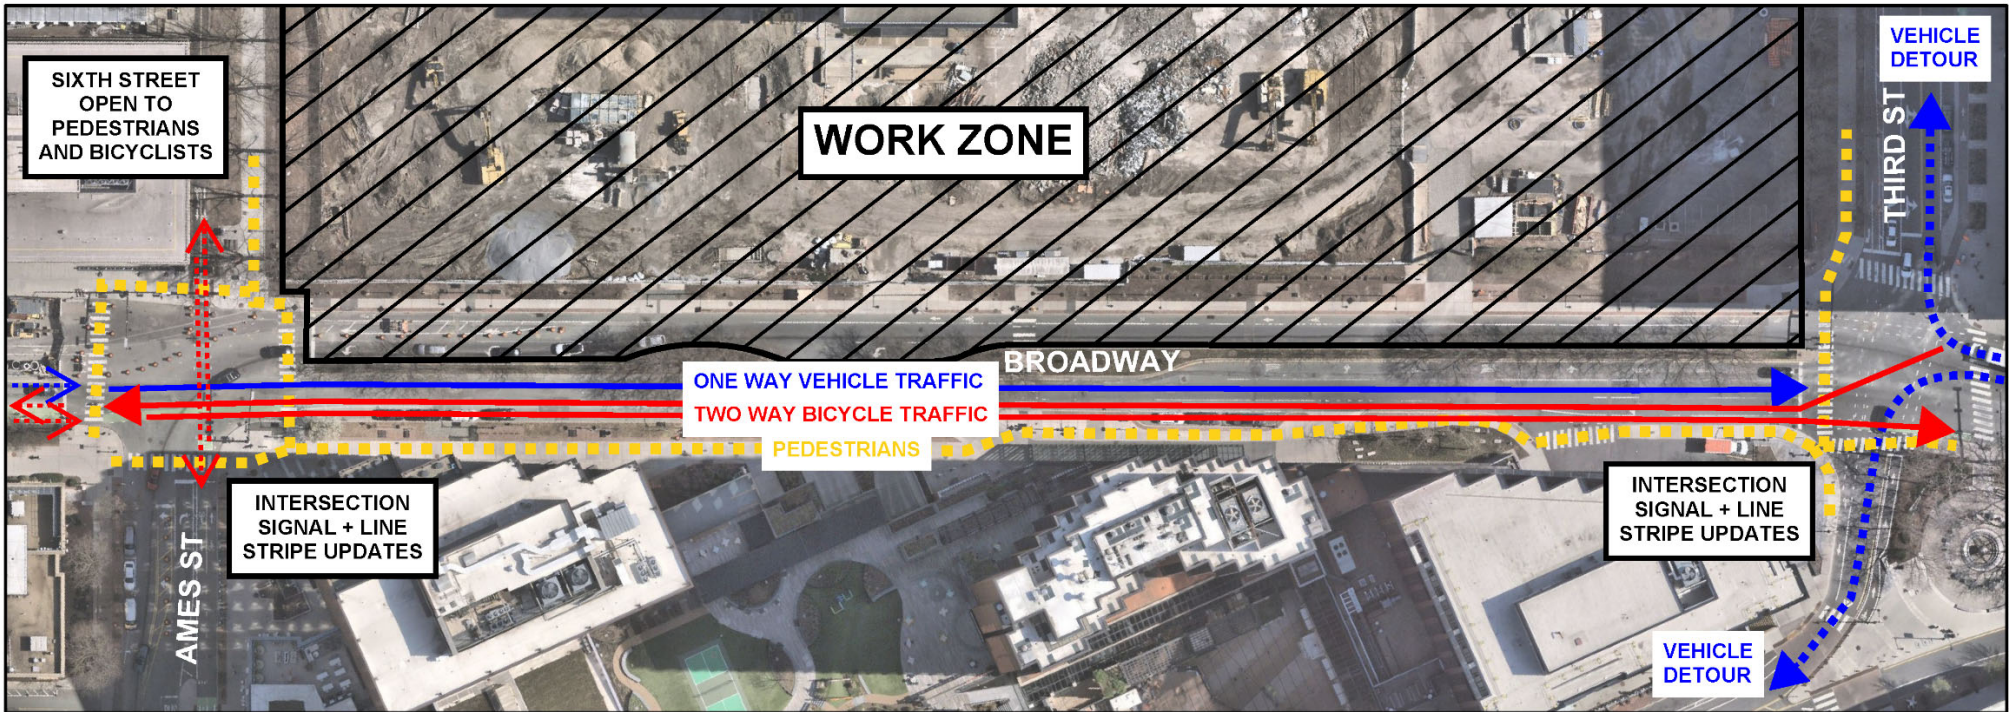 SIXTH STREET
OPEN TO
PEDESTRIANS
AND BICYCLISTS
WORK ZONE
VEHICLE
DETOUR
THIRD ST
BROADWAY
ONE WAY VEHICLE TRAFFIC
TWO WAY BICYCLE TRAFFIC
PEDESTRIANS
INTERSECTION
SIGNAL + LINE
STRIPE UPDATES
AMES ST
INTERSECTION
SIGNAL + LINE
STRIPE UPDATES
VEHICLE
DETOUR